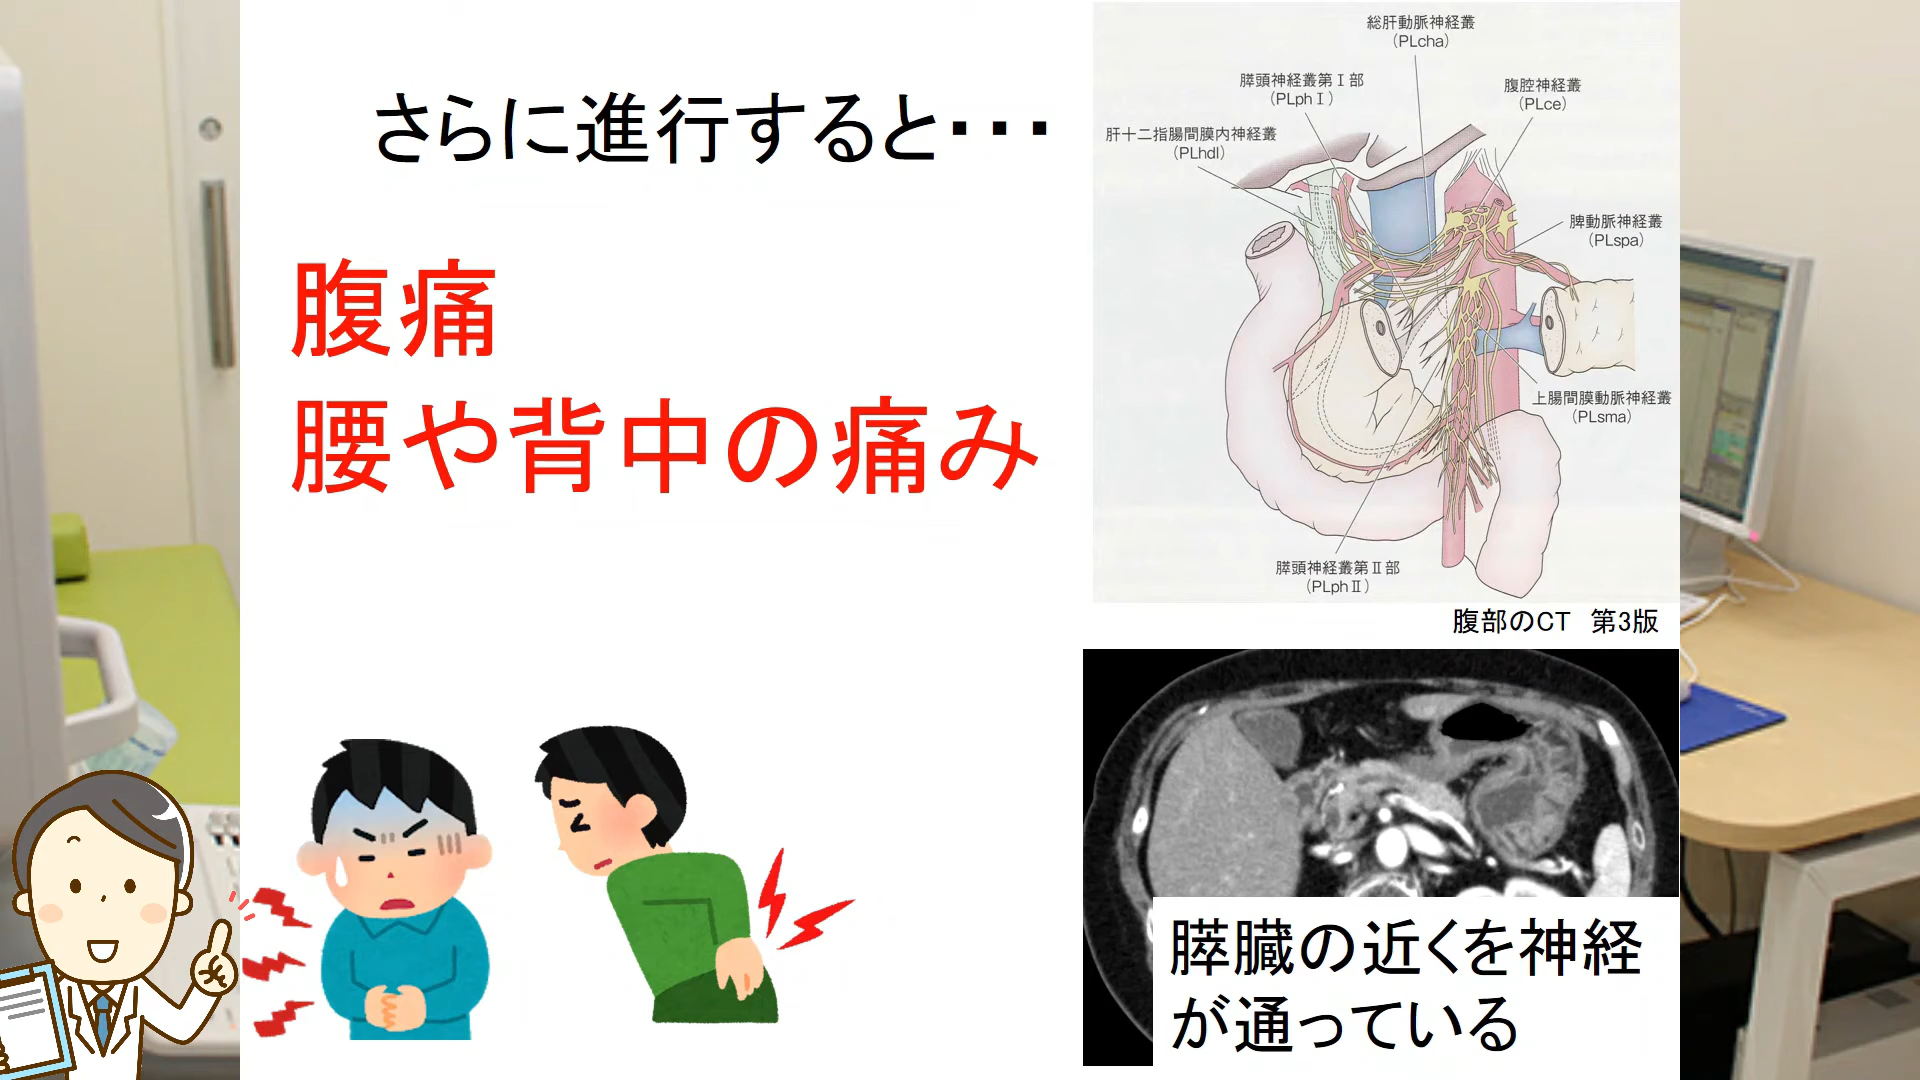 さらに進行すると・・・
腹痛
腰や背中の痛み
総肝動脈神経叢
(PLcha)
膵頭神経叢第Ⅰ部
(PLphⅠ)
腹腔神経叢
(PLce)
肝十二指腸間膜内神経叢
(PLhdl)
脾動脈神経叢
(PLspa)
上腸間膜動脈神経叢
(PLsma)
膵頭神経叢第Ⅱ部
(PLphⅡ)
腹部のCT 第3版
膵臓の近くを神経
が通っている